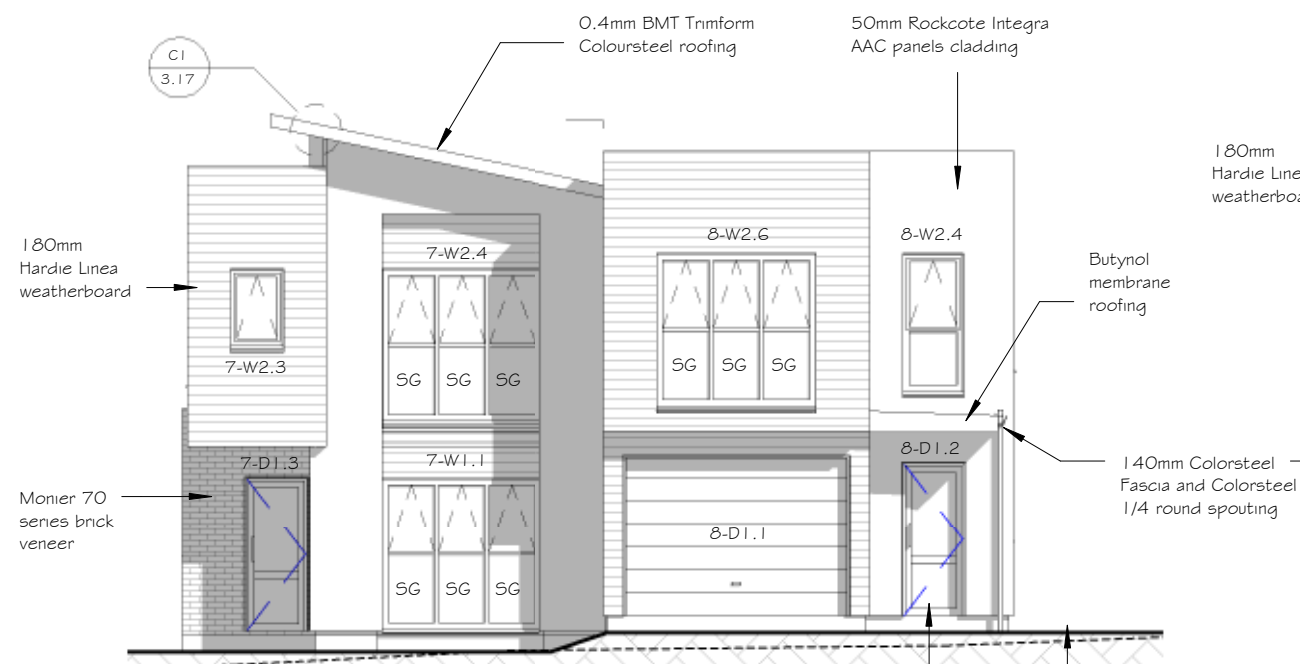 0.4mm BMT Trimform
Coloursteel roofing
50mm Rockcote Integra
AAC panels cladding
C1
3.17
180mm
Hardie Linea
weatherboard
180mm
Hardie Line
weatherboa
7-W2.4
8-W2.6
8-W2.4
Butynol
membrane
roofing
7-W2.3
SG
SG
SG
SG
SG
SG
7-D1.3
7-W1.1
8-D1.2
140mm Colorsteel
Fascia and Colorsteel
1/4 round spouting
Monier 70
series brick
veneer
8-D1.1
SG
SG
SG